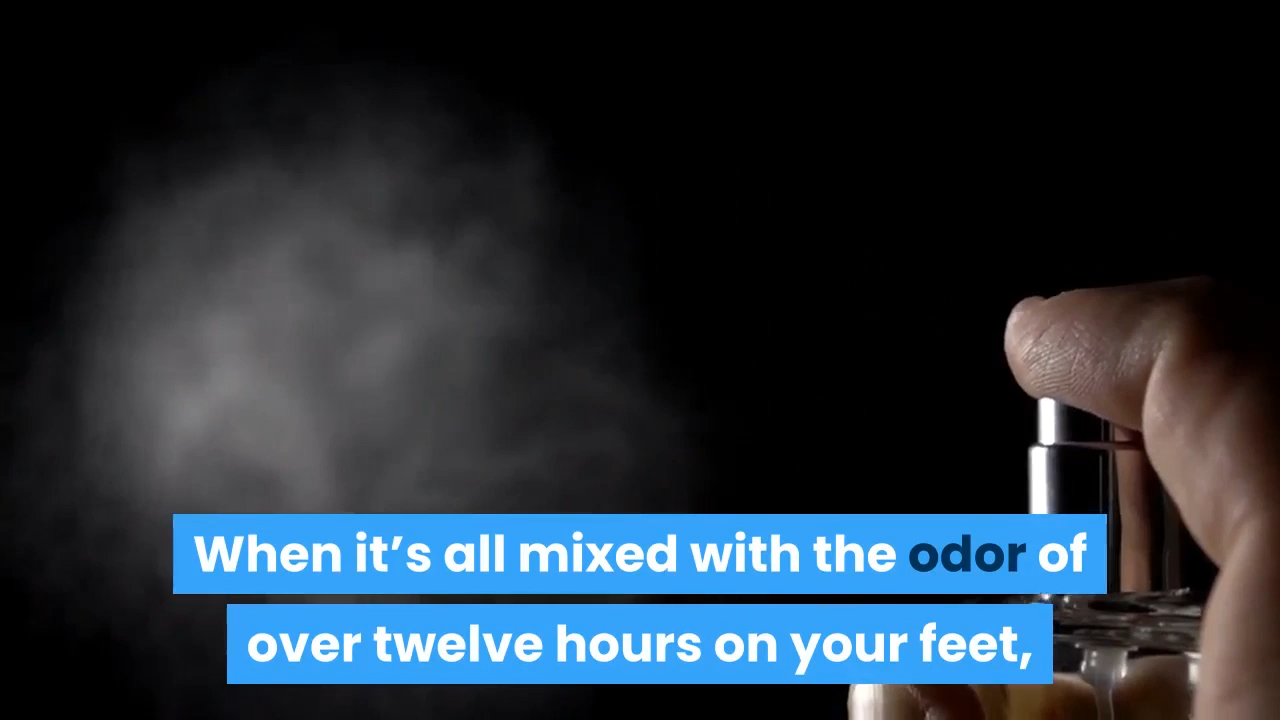 When it’s all mixed with the odor of
over twelve hours on your feet,